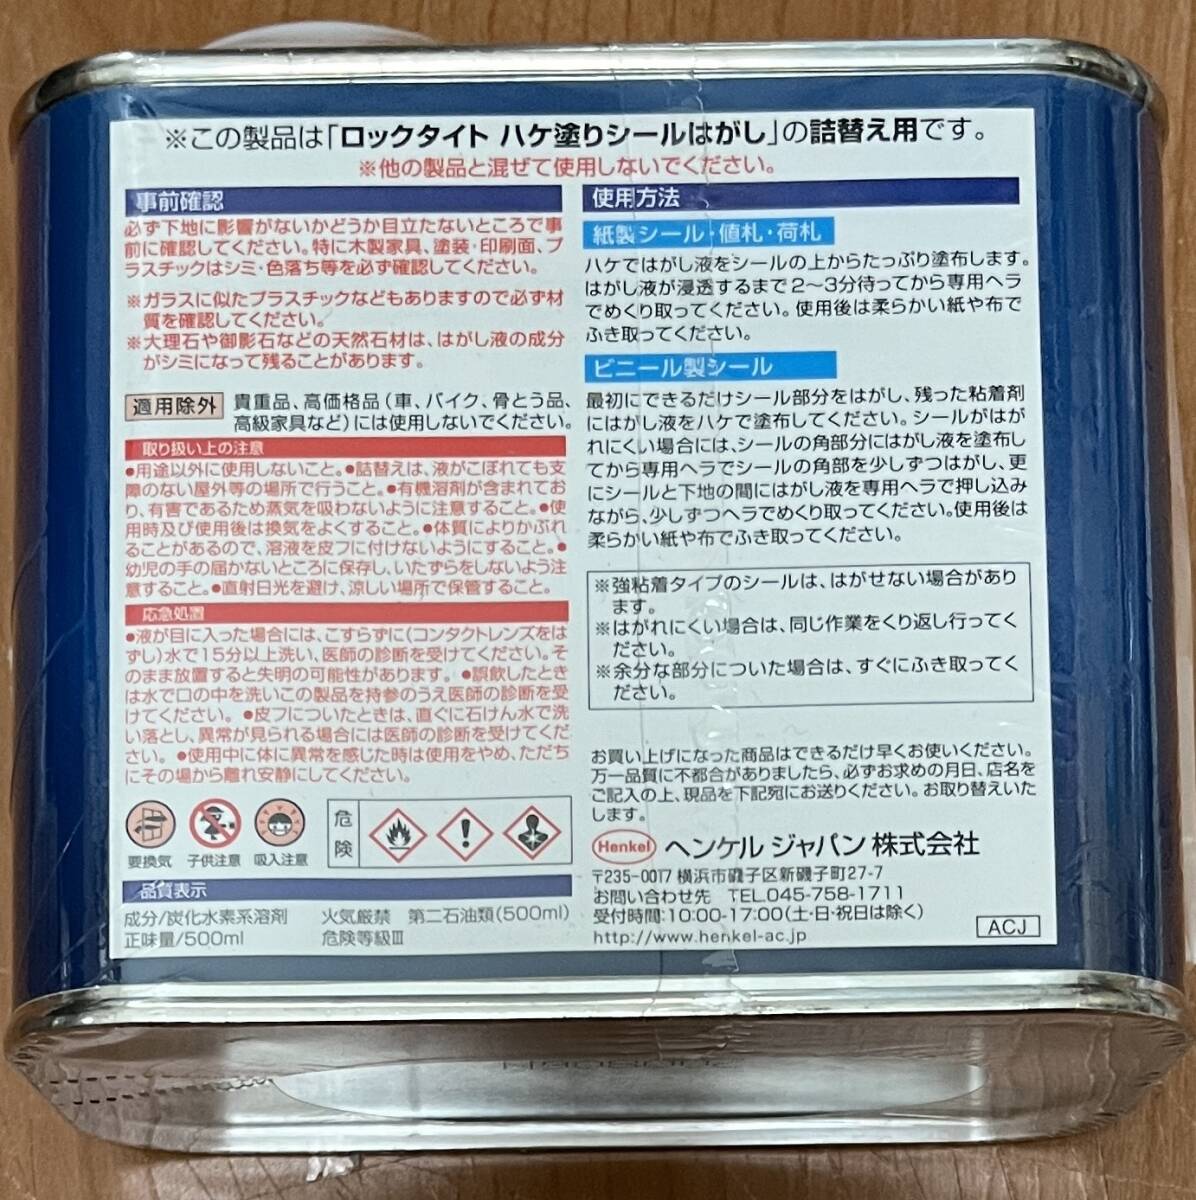 ※この製品は「ロックタイト ハケ塗りシールはがし」の詰替え用です。
※他の製品と混ぜて使用しないでください。
事前確認
必ず下地に影響がないかどうか目立たないところで事
前に確認してください。特に木製家具、塗装・印刷面、プ
ラスチックはシミ・色落ち等を必ず確認してください。
※ガラスに似たプラスチックなどもありますので必ず材
質を確認してください。
※大理石や御影石などの天然石材は、はがし液の成分
がシミになって残ることがあります。
適用除外
貴重品、高価格品（車、バイク、骨とう品、
高級家具など）には使用しないでください。
取り扱い上の注意
●用途以外に使用しないこと。●詰替えは、液がこぼれても支
障のない屋外等の場所で行うこと。●有機溶剤が含まれてお
り、有害であるため蒸気を吸わないように注意すること。●使
用時及び使用後は換気をよくすること。●体質によりかぶれ
ることがあるので、溶液を皮フに付けないようにすること。●
幼児の手の届かないところに保存し、いたずらをしないよう注
意すること。●直射日光を避け、涼しい場所で保管すること。
応急処置
●液が目に入った場合には、こすらずに（コンタクトレンズをは
ずし）水で15分以上洗い、医師の診断を受けてください。そ
のまま放置すると失明の可能性があります。●誤飲したとき
は水で口の中を洗いこの製品を持参のうえ医師の診断を受
けてください。●皮フについたときは、直ぐに石けん水で洗
い落とし、異常が見られる場合には医師の診断を受けてくだ
さい。●使用中に体に異常を感じた時は使用をやめ、ただち
にその場から離れ安静にしてください。
要換気
子供注意
吸入注意
危
険
品質表示
成分/炭化水素系溶剤
正味量/500ml
火気厳禁 第二石油類（500ml）
危険等級Ⅲ
使用方法
紙製シール・値札・荷札
ハケではがし液をシールの上からたっぷり塗布します。
はがし液が浸透するまで2〜3分待ってから専用ヘラ
でめくり取ってください。使用後は柔らかい紙や布で
ふき取ってください。
ビニール製シール
最初にできるだけシール部分をはがし、残った粘着剤
にはがし液をハケで塗布してください。シールがはが
れにくい場合には、シールの角部分にはがし液を塗布し
てから専用ヘラでシールの角部を少しずつはがし、更
にシールと下地の間にはがし液を専用ヘラで押し込み
ながら、少しずつヘラでめくり取ってください。使用後は
柔らかい紙や布でふき取ってください。
※強粘着タイプのシールは、はがせない場合があり
ます。
※はがれにくい場合は、同じ作業をくり返し行ってく
ださい。
※余分な部分についた場合は、すぐにふき取ってく
ださい。
お買い上げになった商品はできるだけ早くお使いください。
万一品質に不都合がありましたら、必ずお求めの月日、店名を
ご記入の上、現品を下記宛にお送りください。お取り替えいた
します。
Henkel ヘンケル ジャパン 株式会社
〒235-0017 横浜市磯子区新磯子町27-7
お問い合わせ先 TEL.045-758-1711
受付時間：10:00-17:00（土・日・祝日は除く）
http://www.henkel-ac.jp
ACJ